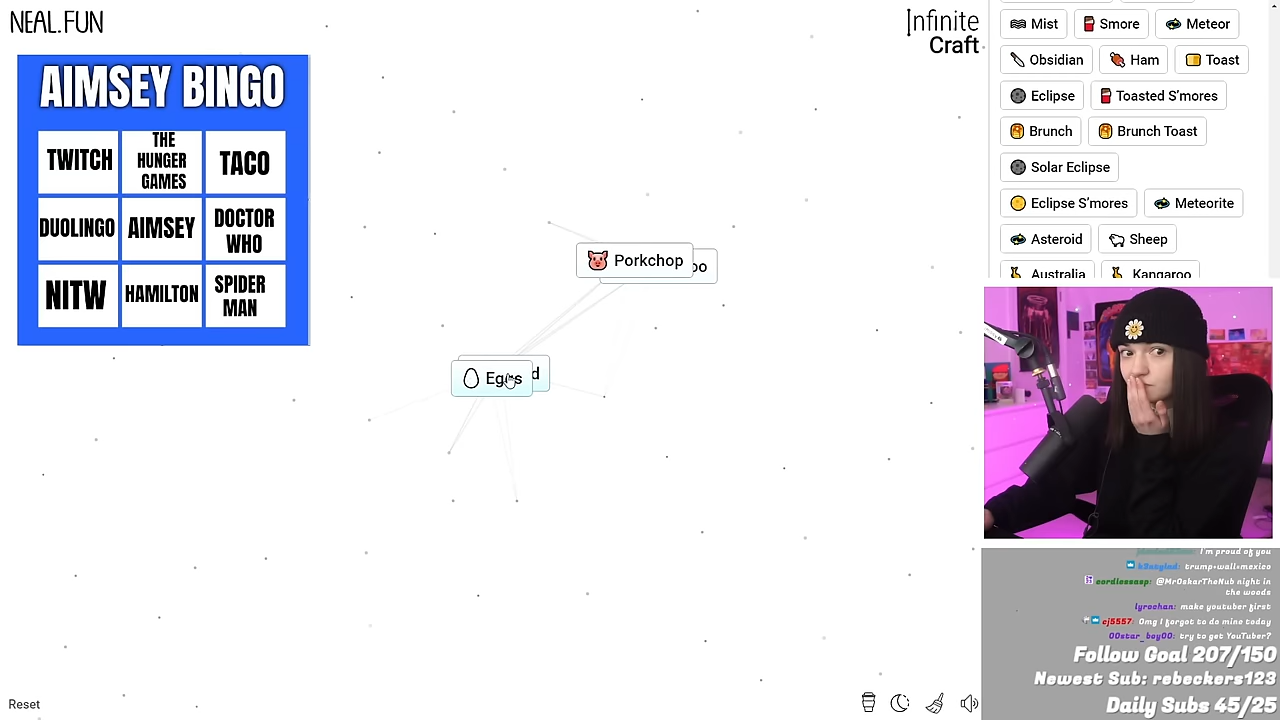 NEAL.FUN
Infinite
Craft
AIMSEY BINGO
TWITCH
THE
HUNGER
GAMES
TACO
DUOLINGO
AIMSEY
DOCTOR
WHO
NITW
HAMILTON
SPIDER
MAN
Porkchop
oo
Eggs
d
Mist
Smore
Meteor
Obsidian
Ham
Toast
Eclipse
Toasted S'mores
Brunch
Brunch Toast
Solar Eclipse
Eclipse S'mores
Meteorite
Asteroid
Sheep
Australia
Kangaroo
I'm proud of you
trump+wall=mexico
cordlesssasp: @MrOskarTheNub night in
the woods
lyrochan: make youtuber first
cj5557: Omg I forgot to do mine today
00star_boy00: try to get YouTuber?
Follow Goal 207/150
Newest Sub: rebeckers123
Daily Subs 45/25
Reset